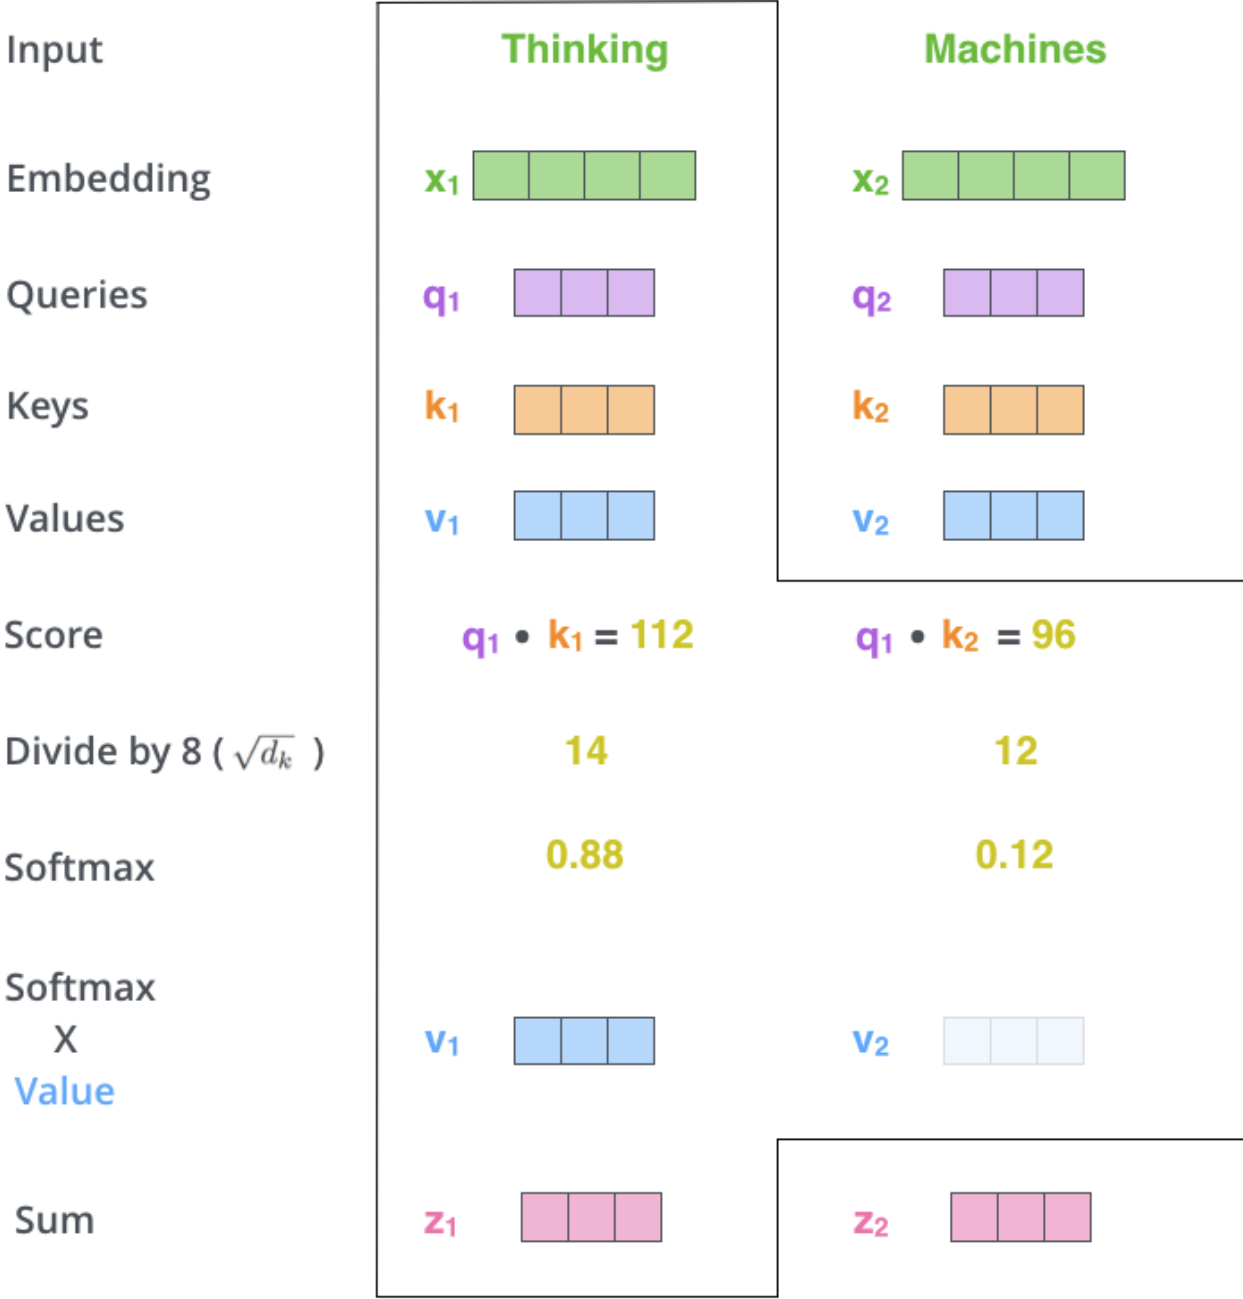 Input Thinking Machines
Embedding x₁ x₂
Queries q₁ q₂
Keys k₁ k₂
Values v₁ v₂
Score q₁ • k₁ = 112 q₁ • k₂ = 96
Divide by 8 ( √dₖ ) 14 12
Softmax 0.88 0.12
Softmax
X v₁ v₂
Value
Sum z₁ z₂